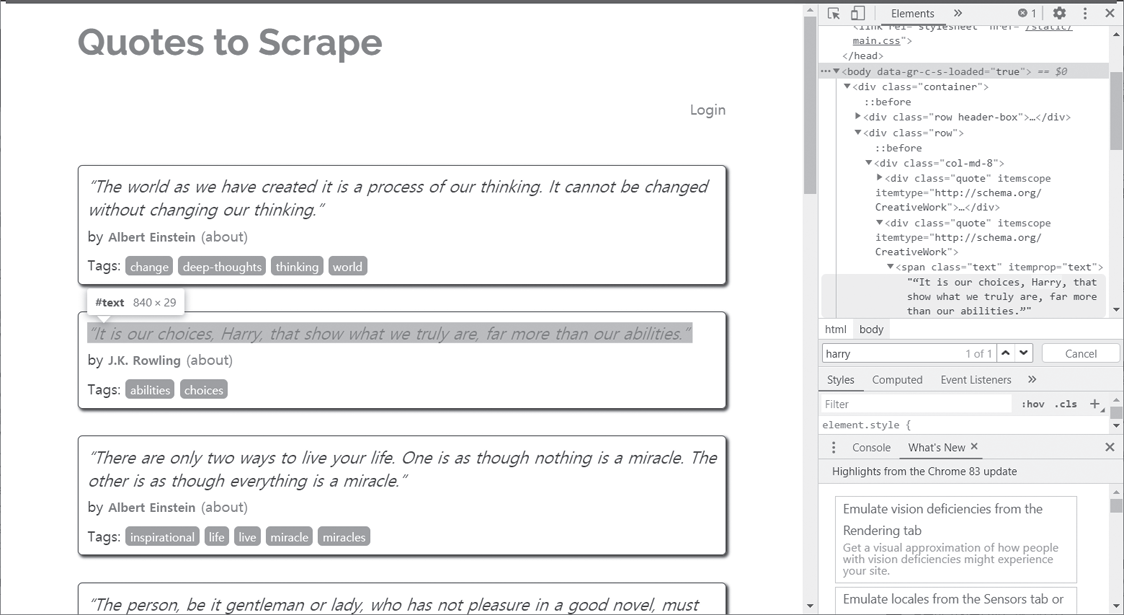 Quotes to Scrape
Login
“The world as we have created it is a process of our thinking. It cannot be changed
without changing our thinking.”
by Albert Einstein (about)
Tags: change deep-thoughts thinking world
#text 840 × 29
“It is our choices, Harry, that show what we truly are, far more than our abilities.”
by J.K. Rowling (about)
Tags: abilities choices
“There are only two ways to live your life. One is as though nothing is a miracle. The
other is as though everything is a miracle.”
by Albert Einstein (about)
Tags: inspirational life live miracle miracles
“The person, be it gentleman or lady, who has not pleasure in a good novel, must
Elements » 1
<link rel="stylesheet" href="/static/
main.css">
</head>
<body data-gr-c-s-loaded="true"> == $0
<div class="container">
::before
<div class="row header-box">…</div>
<div class="row">
::before
<div class="col-md-8">
<div class="quote" itemscope
itemtype="http://schema.org/
CreativeWork">…</div>
<div class="quote" itemscope
itemtype="http://schema.org/
CreativeWork">
<span class="text" itemprop="text">
"“It is our choices, Harry, that
show what we truly are, far more
than our abilities.”"
html body
harry 1 of 1 Cancel
Styles Computed Event Listeners »
Filter :hov .cls +
element.style {
Console What's New ×
Highlights from the Chrome 83 update
Emulate vision deficiencies from the
Rendering tab
Get a visual approximation of how people
with vision deficiencies might experience
your site.
Emulate locales from the Sensors tab or